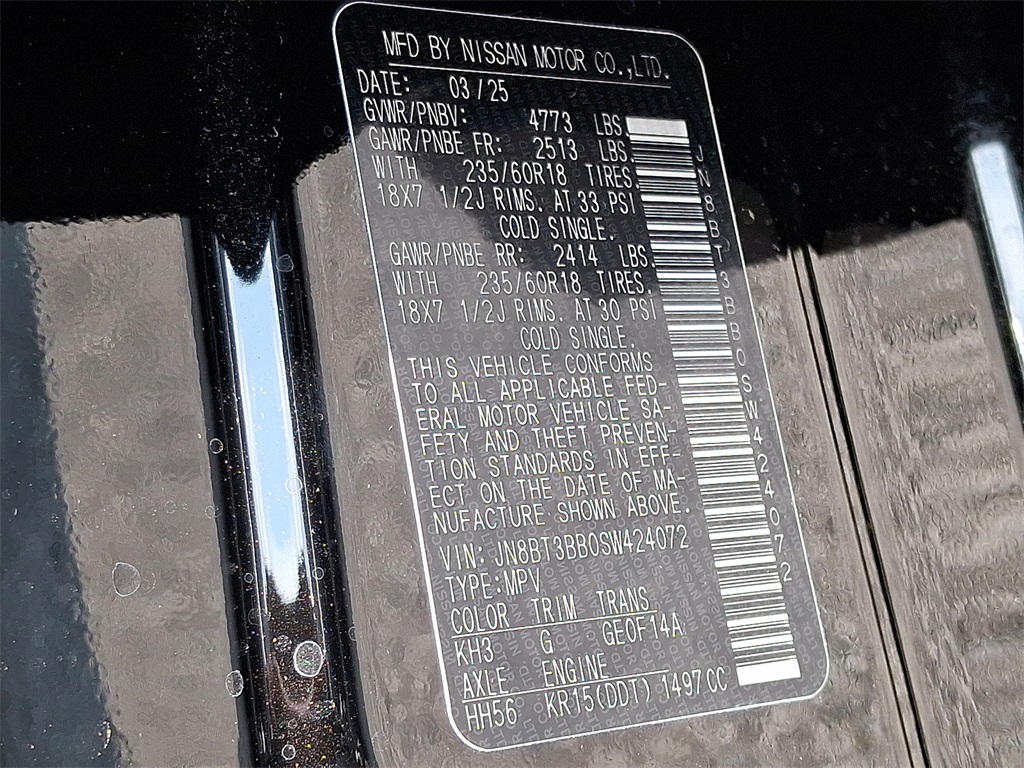 MFD BY NISSAN MOTOR CO.,LTD.
DATE: 03/25
GVWR/PNBV: 4773 LBS
GAWR/PNBE FR: 2513 LBS.
WITH 235/60R18 TIRES.
18X7 1/2J RIMS. AT 33 PSI
COLD SINGLE.
GAWR/PNBE RR: 2414 LBS.
WITH 235/60R18 TIRES.
18X7 1/2J RIMS. AT 30 PSI
COLD SINGLE.
THIS VEHICLE CONFORMS
TO ALL APPLICABLE FED-
ERAL MOTOR VEHICLE SA-
FETY AND THEFT PREVEN-
TION STANDARDS IN EFF-
ECT ON THE DATE OF MA-
NUFACTURE SHOWN ABOVE.
VIN: JN8BT3BB0SW424072
TYPE:MPV
COLOR TRIM TRANS
KH3 G GE0F14A
AXLE ENGINE
HH56 KR15(DDT) 1497CC
JN8BT3BB0SW424072